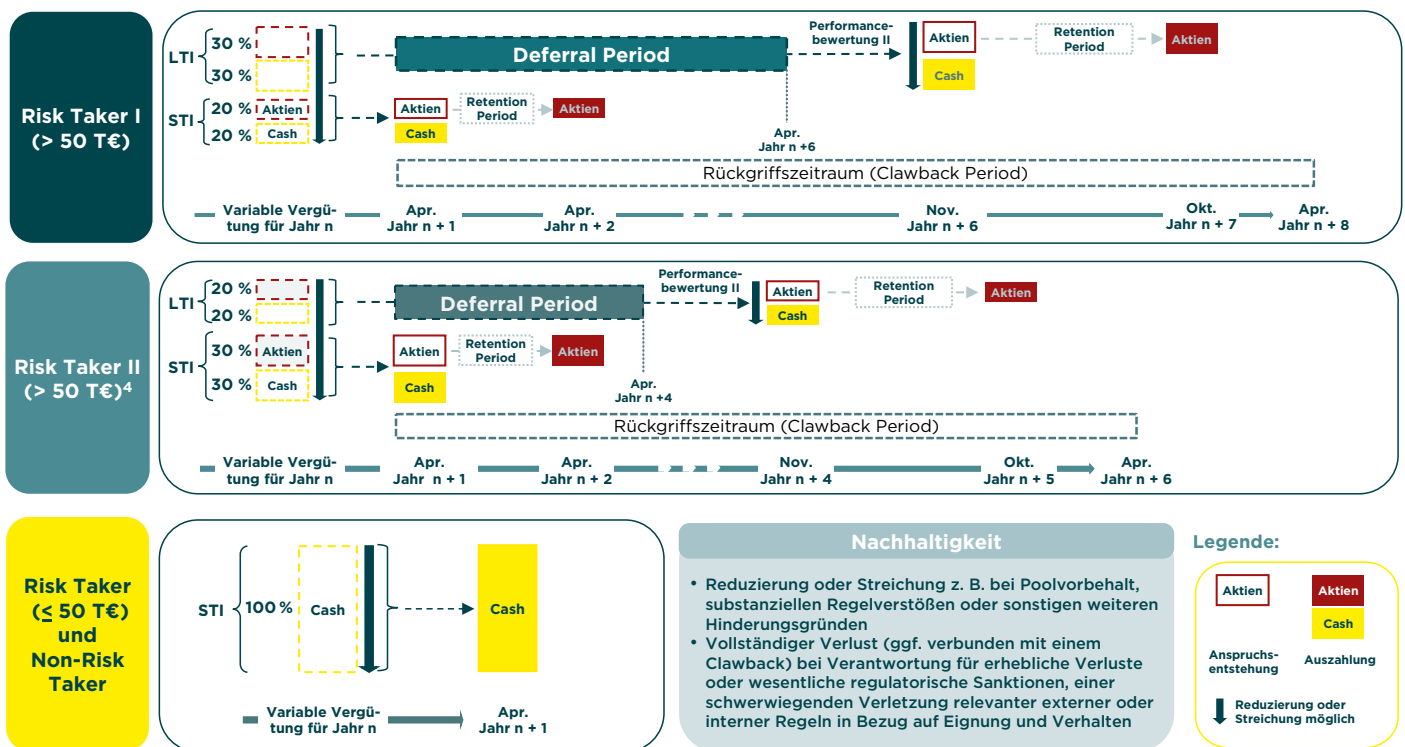 Risk Taker I
(> 50 T€)
LTI
30 %
30 %
STI
20 %
Aktien
20 %
Cash
Deferral Period
Performance-
bewertung II
Aktien
Cash
Retention
Period
Aktien
Aktien
Cash
Retention
Period
Aktien
Apr.
Jahr n +6
Rückgriffszeitraum (Clawback Period)
Variable Vergü-
tung für Jahr n
Apr.
Jahr n + 1
Apr.
Jahr n + 2
Nov.
Jahr n + 6
Okt.
Jahr n + 7
Apr.
Jahr n + 8
Risk Taker II
(> 50 T€)⁴
LTI
20 %
20 %
STI
30 %
Aktien
30 %
Cash
Deferral Period
Performance-
bewertung II
Aktien
Cash
Retention
Period
Aktien
Aktien
Cash
Retention
Period
Aktien
Apr.
Jahr n +4
Rückgriffszeitraum (Clawback Period)
Variable Vergü-
tung für Jahr n
Apr.
Jahr n + 1
Apr.
Jahr n + 2
Nov.
Jahr n + 4
Okt.
Jahr n + 5
Apr.
Jahr n + 6
Risk Taker
(≤ 50 T€)
und
Non-Risk
Taker
STI
100 %
Cash
Cash
Variable Vergü-
tung für Jahr n
Apr.
Jahr n + 1
Nachhaltigkeit
• Reduzierung oder Streichung z. B. bei Poolvorbehalt,
substanziellen Regelverstößen oder sonstigen weiteren
Hinderungsgründen
• Vollständiger Verlust (ggf. verbunden mit einem
Clawback) bei Verantwortung für erhebliche Verluste
oder wesentliche regulatorische Sanktionen, einer
schwerwiegenden Verletzung relevanter externer oder
interner Regeln in Bezug auf Eignung und Verhalten
Legende:
Aktien
Aktien
Cash
Anspruchs-
entstehung
Auszahlung
Reduzierung oder
Streichung möglich